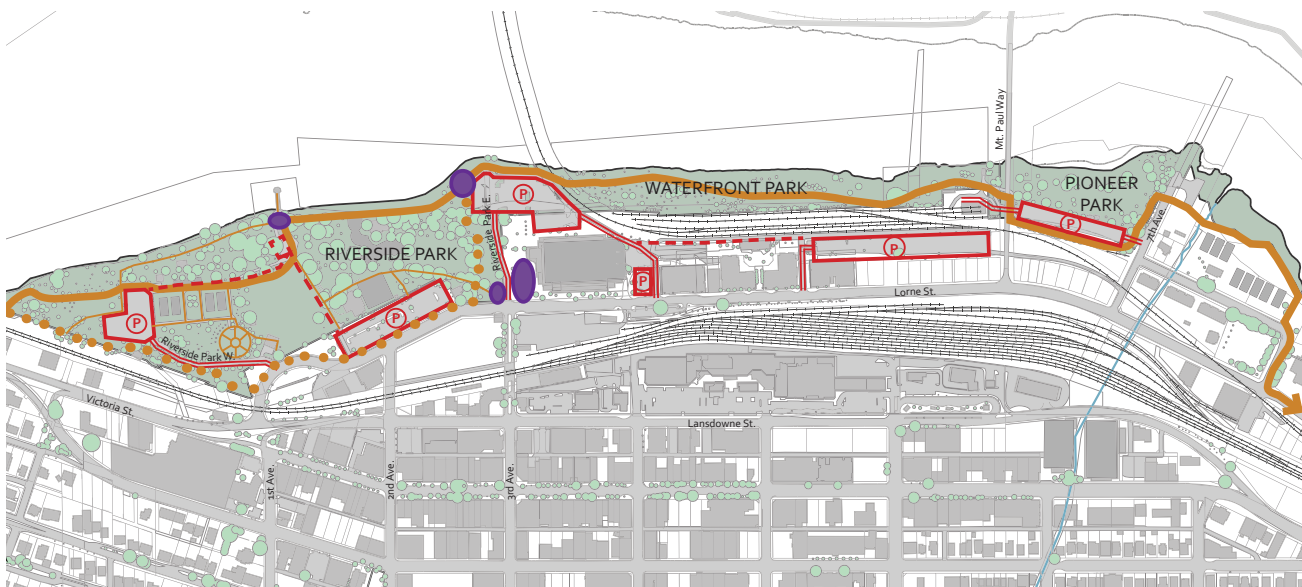 Mt. Paul Way
WATERFRONT PARK
PIONEER
PARK
P
P
7th Ave.
Riverside Park E.
RIVERSIDE PARK
P
P
Lorne St.
P
P
Riverside Park W.
Victoria St.
Lansdowne St.
1st Ave.
2nd Ave.
3rd Ave.